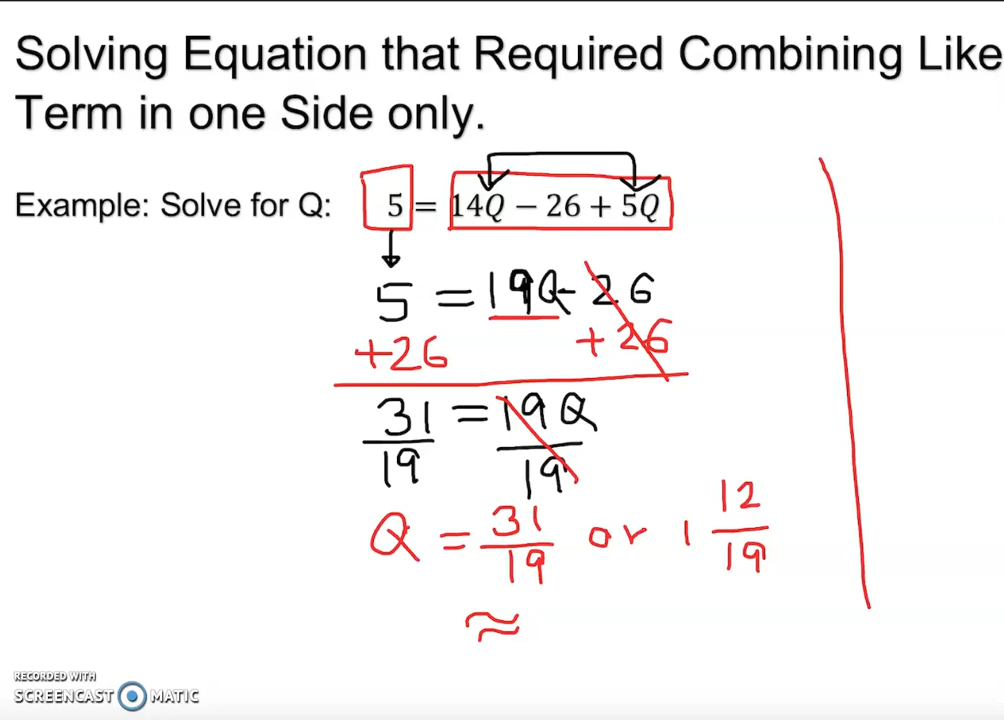 Solving Equation that Required Combining Like
Term in one Side only.
Example: Solve for Q: 5 = 14Q − 26 + 5Q
5 = 19Q - 26
+26 + 26
31 = 19Q
19 19
Q = 31/19 or 1 12/19
≈
RECORDED WITH
SCREENCAST MATIC